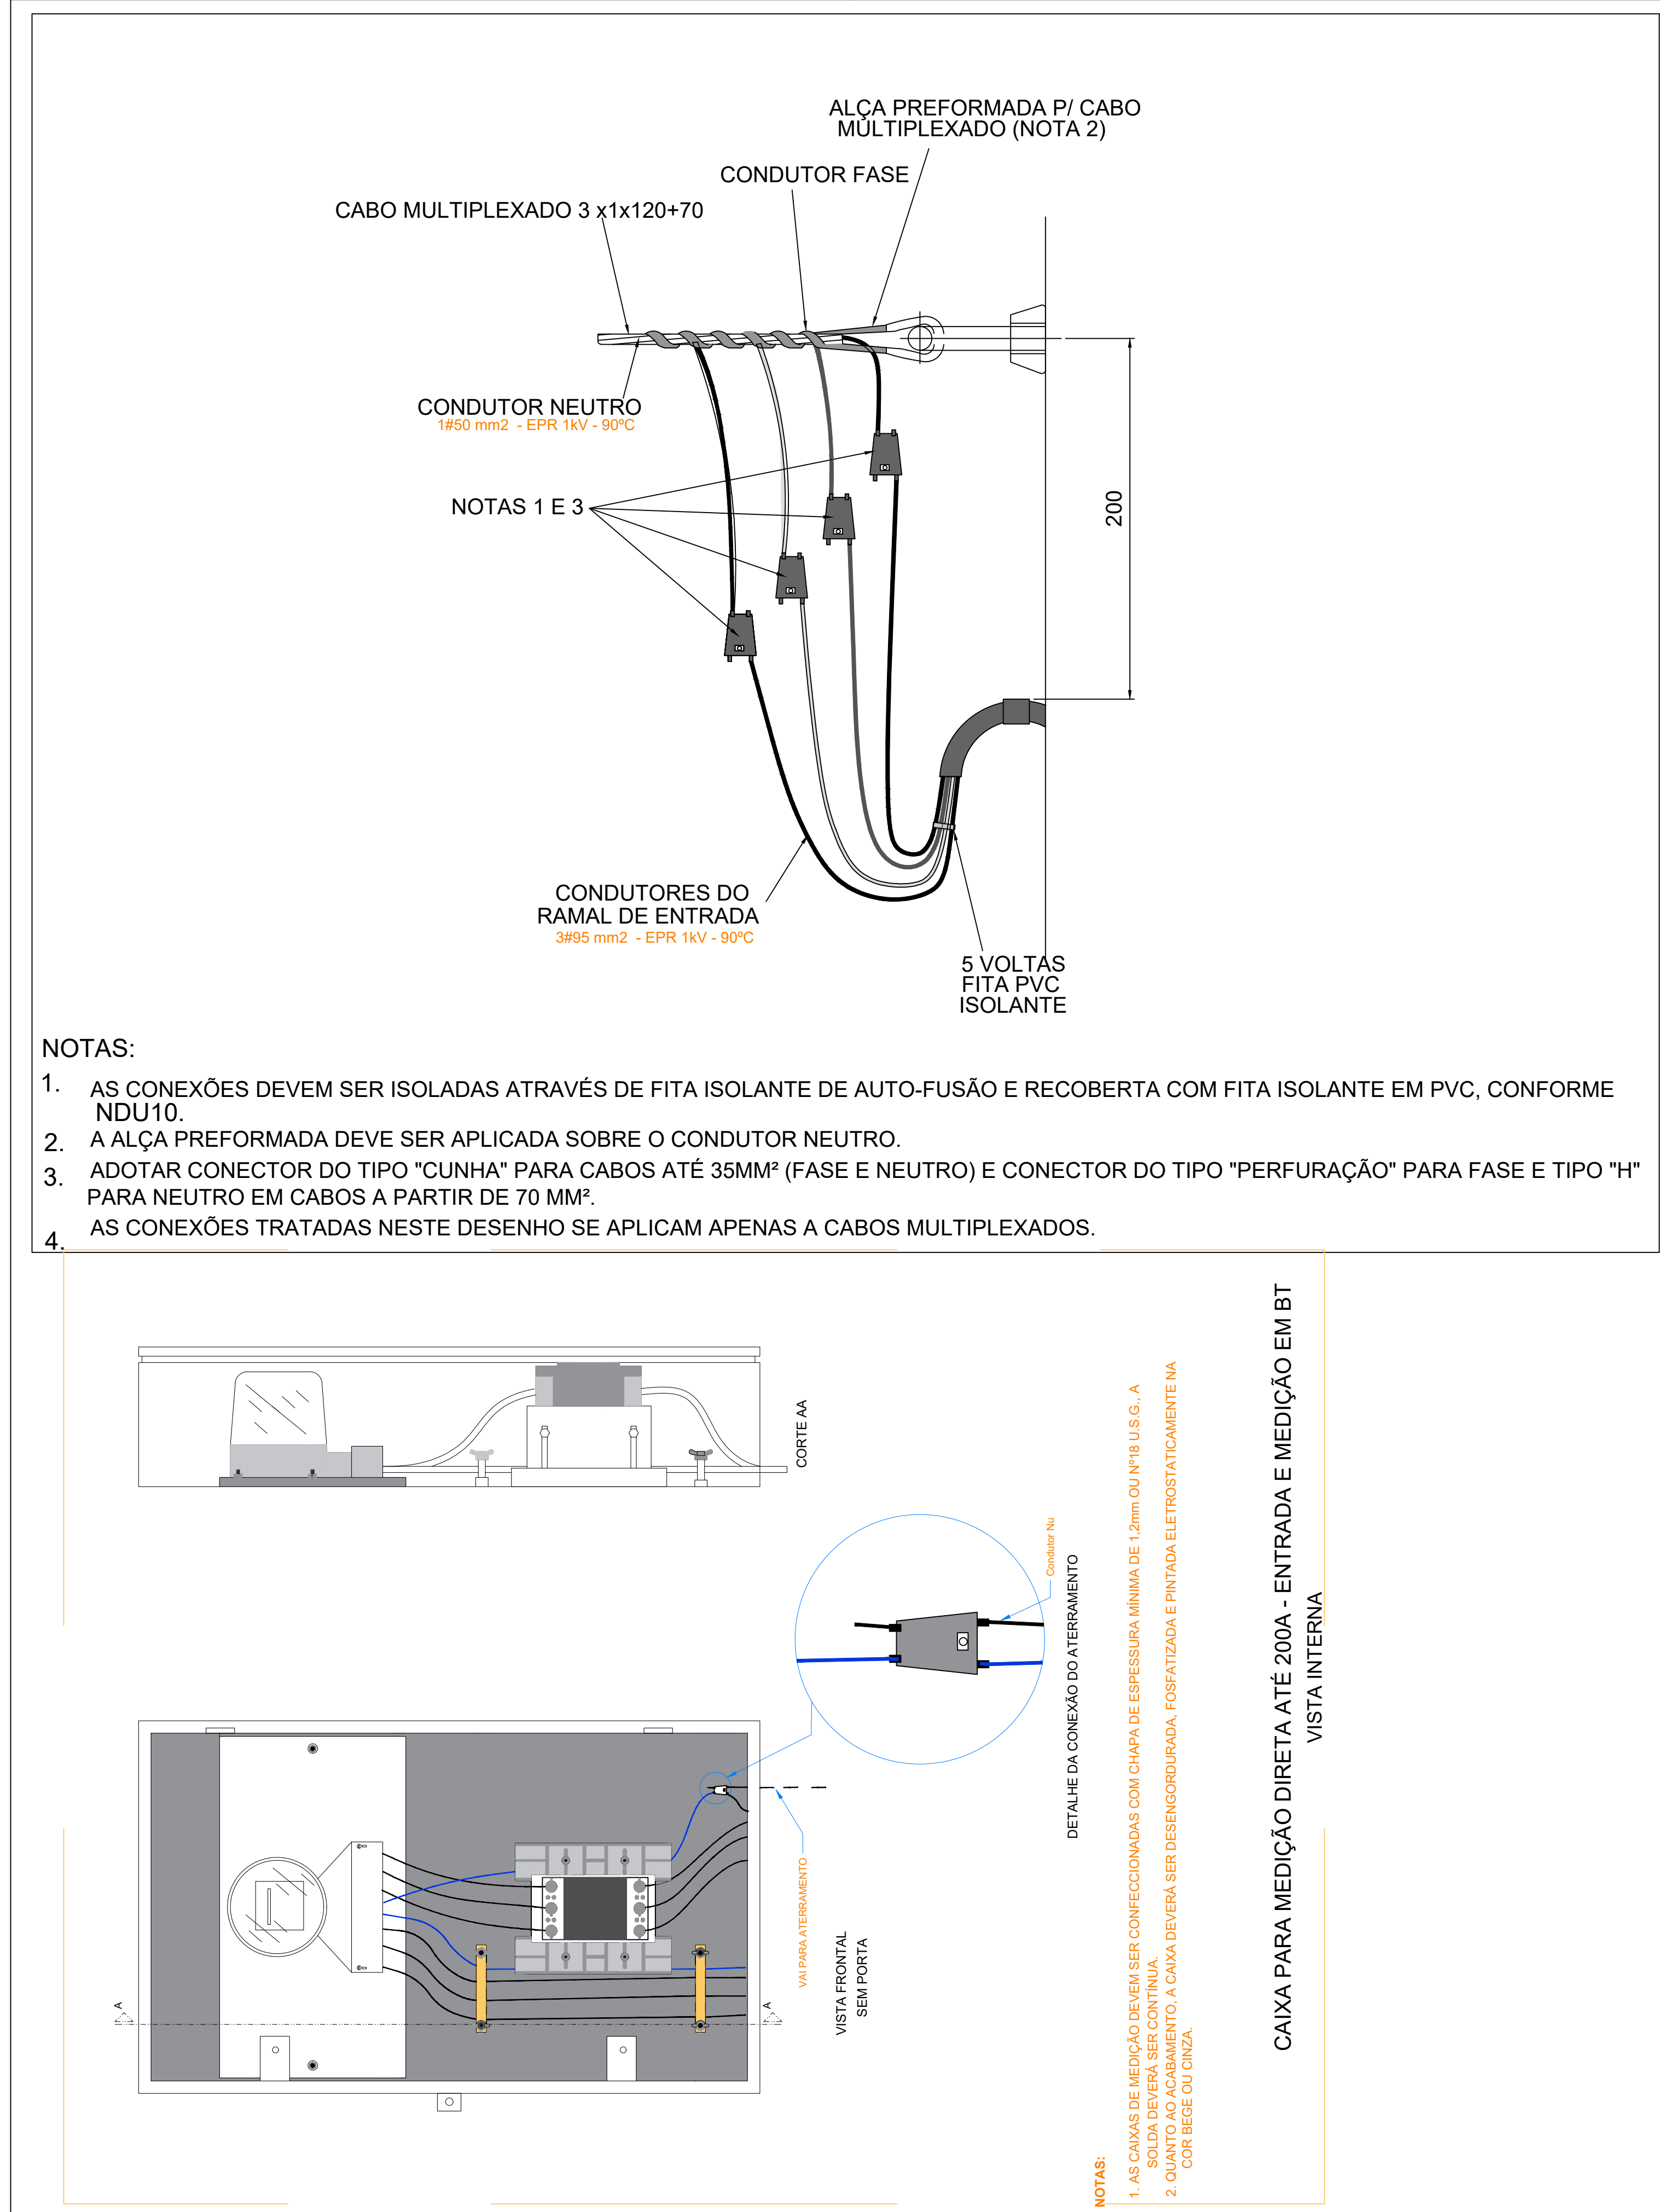 ALÇA PREFORMADA P/ CABO
MULTIPLEXADO (NOTA 2)
CONDUTOR FASE
CABO MULTIPLEXADO 3 x1x120+70
CONDUTOR NEUTRO
1#50 mm2 - EPR 1kV - 90ºC
NOTAS 1 E 3
200
CONDUTORES DO
RAMAL DE ENTRADA
3#95 mm2 - EPR 1kV - 90ºC
5 VOLTAS
FITA PVC
ISOLANTE
NOTAS:
1. AS CONEXÕES DEVEM SER ISOLADAS ATRAVÉS DE FITA ISOLANTE DE AUTO-FUSÃO E RECOBERTA COM FITA ISOLANTE EM PVC, CONFORME
NDU10.
2. A ALÇA PREFORMADA DEVE SER APLICADA SOBRE O CONDUTOR NEUTRO.
3. ADOTAR CONECTOR DO TIPO "CUNHA" PARA CABOS ATÉ 35MM² (FASE E NEUTRO) E CONECTOR DO TIPO "PERFURAÇÃO" PARA FASE E TIPO "H"
PARA NEUTRO EM CABOS A PARTIR DE 70 MM².
4. AS CONEXÕES TRATADAS NESTE DESENHO SE APLICAM APENAS A CABOS MULTIPLEXADOS.
CORTE AA
Condutor Nu
DETALHE DA CONEXÃO DO ATERRAMENTO
VAI PARA ATERRAMENTO
A
A
VISTA FRONTAL
SEM PORTA
NOTAS:
1. AS CAIXAS DE MEDIÇÃO DEVEM SER CONFECCIONADAS COM CHAPA DE ESPESSURA MÍNIMA DE 1,2mm OU Nº18 U.S.G., A
SOLDA DEVERÁ SER CONTÍNUA.
2. QUANTO AO ACABAMENTO, A CAIXA DEVERÁ SER DESENGORDURADA, FOSFATIZADA E PINTADA ELETROSTATICAMENTE NA
COR BEGE OU CINZA.
CAIXA PARA MEDIÇÃO DIRETA ATÉ 200A - ENTRADA E MEDIÇÃO EM BT
VISTA INTERNA